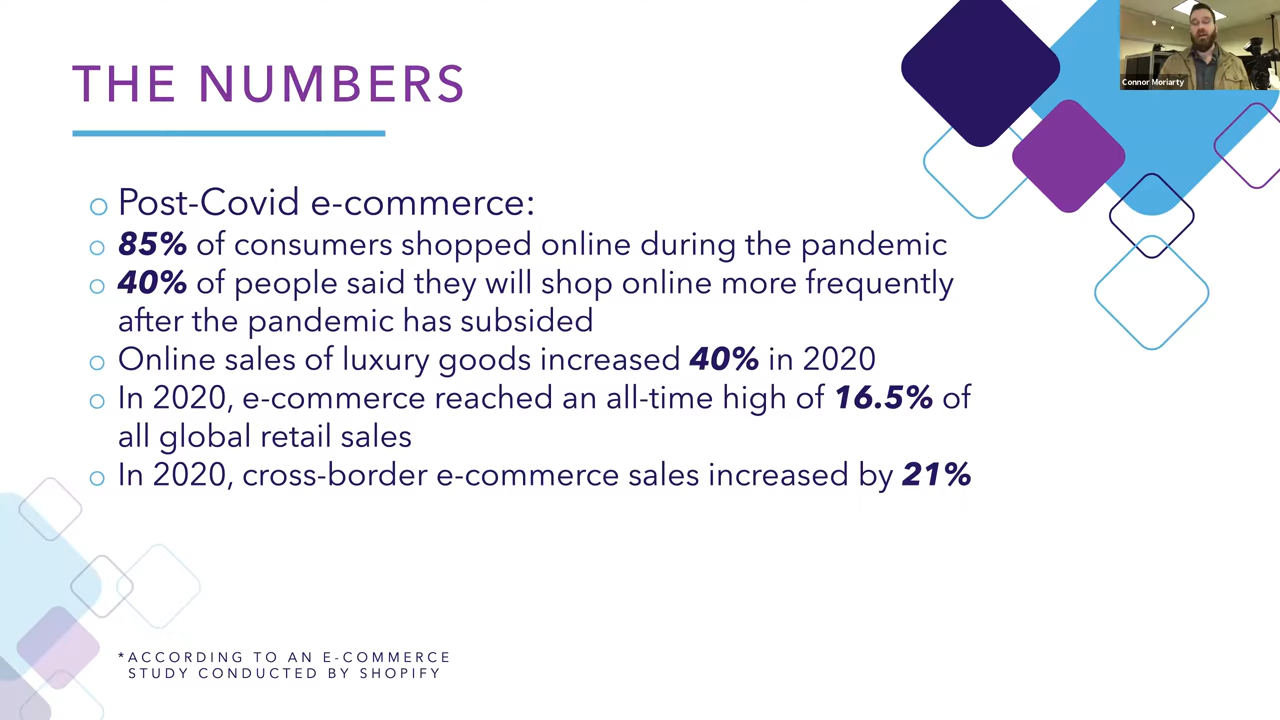 THE NUMBERS
Connor Moriarty
Post-Covid e-commerce:
85% of consumers shopped online during the pandemic
40% of people said they will shop online more frequently
after the pandemic has subsided
Online sales of luxury goods increased 40% in 2020
In 2020, e-commerce reached an all-time high of 16.5% of
all global retail sales
In 2020, cross-border e-commerce sales increased by 21%
*ACCORDING TO AN E-COMMERCE
STUDY CONDUCTED BY SHOPIFY